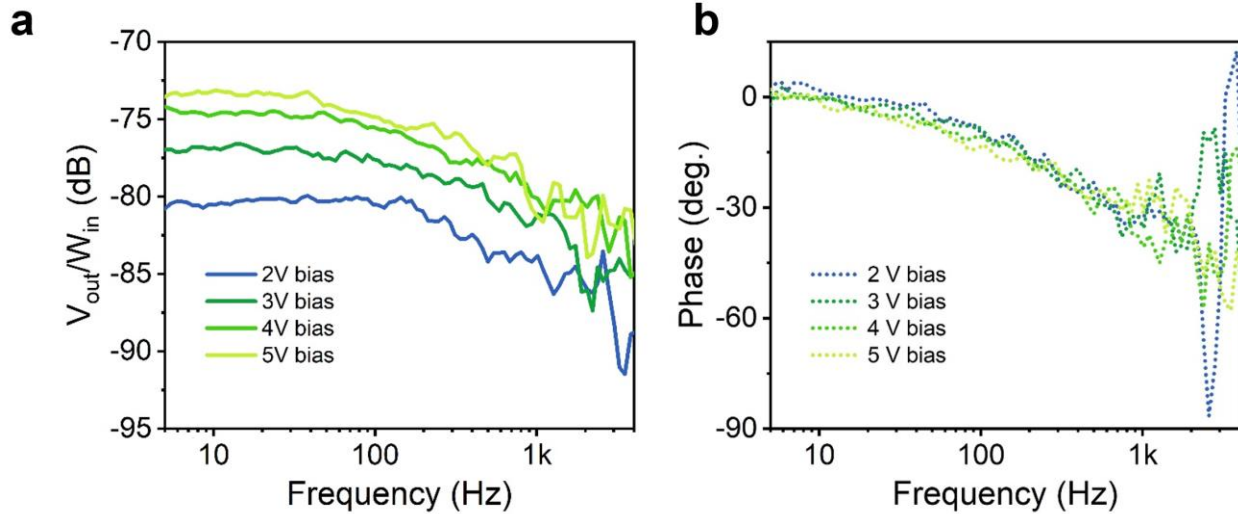 a
-70
-75
-80
-85
-90
-95
V_out/W_in (dB)
2V bias
3V bias
4V bias
5V bias
10
100
1k
Frequency (Hz)
b
0
-30
-60
-90
Phase (deg.)
2 V bias
3 V bias
4 V bias
5 V bias
10
100
1k
Frequency (Hz)